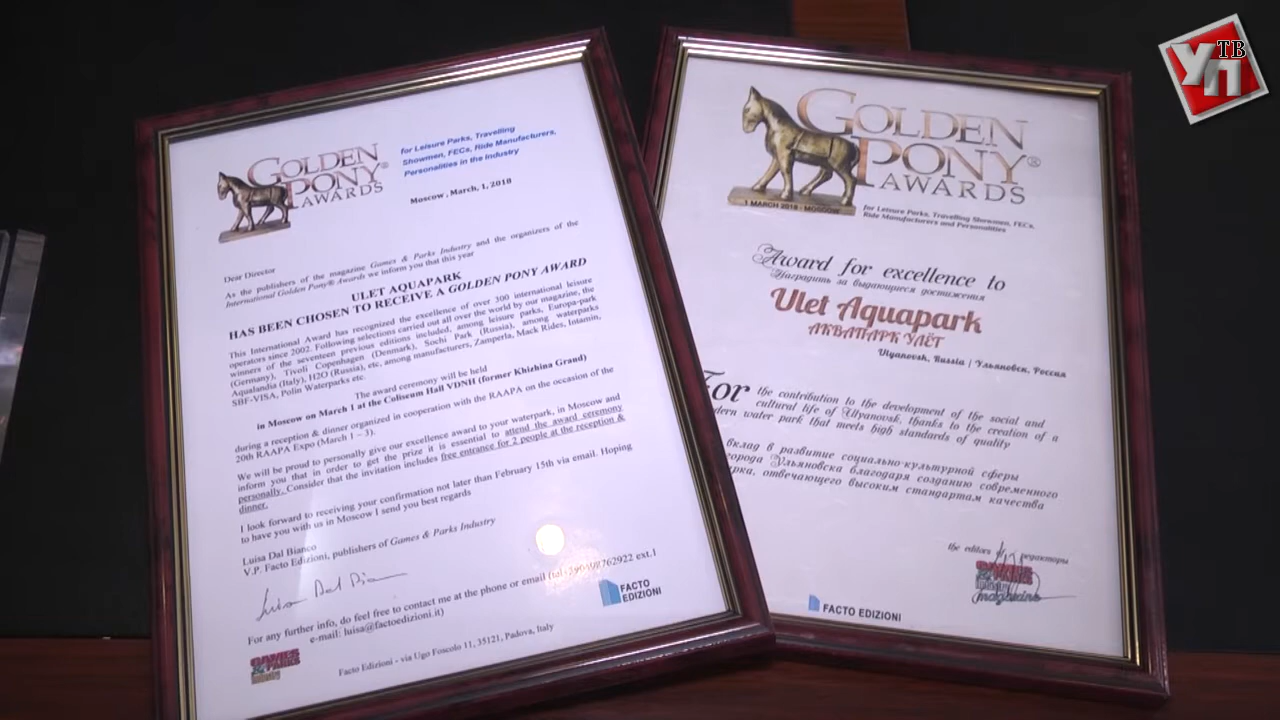 GOLDEN
PONY®
AWARDS
for Leisure Parks, Travelling
Showmen, FECs, Ride Manufacturers,
Personalities in the Industry
Moscow, March, 1, 2018
Dear Director
As the publishers of the magazine Games & Parks Industry and the organizers of the
International Golden Pony® Awards we inform you that this year
ULET AQUAPARK
HAS BEEN CHOSEN TO RECEIVE A GOLDEN PONY AWARD
This International Award has recognized the excellence of over 300 international leisure
operators since 2002. Following selections carried out all over the world by our magazine, the
winners of the seventeen previous editions included, among leisure parks, Europa-park
(Germany), Tivoli Copenhagen (Denmark), Sochi Park (Russia), among waterparks
Aqualandia (Italy), H2O (Russia), etc, among manufacturers, Zamperla, Mack Rides, Intamin,
SBF-VISA, Polin Waterparks etc.
The award ceremony will be held
in Moscow on March 1 at the Coliseum Hall VDNH (former Khizhina Grand)
during a reception & dinner organized in cooperation with the RAAPA on the occasion of the
20th RAAPA Expo (March 1 – 3).
We will be proud to personally give our excellence award to your waterpark, in Moscow and
inform you that in order to get the prize it is essential to attend the award ceremony
personally. Consider that the invitation includes free entrance for 2 people at the reception &
dinner.
I look forward to receiving your confirmation not later than February 15th via email. Hoping
to have you with us in Moscow I send you best regards
Luisa Dal Bianco
V.P. Facto Edizioni, publishers of Games & Parks Industry
Luisa Dal Bian
For any further info, do feel free to contact me at the phone or email (tel 8762922 ext.1
e-mail: luisa@factoedizioni.it)
FACTO
EDIZIONI
GAMES
& PARKS
Facto Edizioni - via Ugo Foscolo 11, 35121, Padova, Italy
GOLDEN
PONY®
AWARDS
1 MARCH 2018 - MOSCOW
for Leisure Parks, Travelling Showmen, FECs,
Ride Manufacturers and Personalities
Award for excellence to
Наградить за выдающиеся достижения
Ulet Aquapark
АКВАПАРК УЛЁТ
Ulyanovsk, Russia / Ульяновск, Россия
For the contribution to the development of the social and
cultural life of Ulyanovsk, thanks to the creation of a
dern water park that meets high standards of quality
вклад в развитие социально-культурной сферы
города Ульяновска благодаря созданию современного
рка, отвечающего высоким стандартам качества
the editors редакторы
GAMES
& PARKS
magazine
FACTO EDIZIONI
УП ТВ